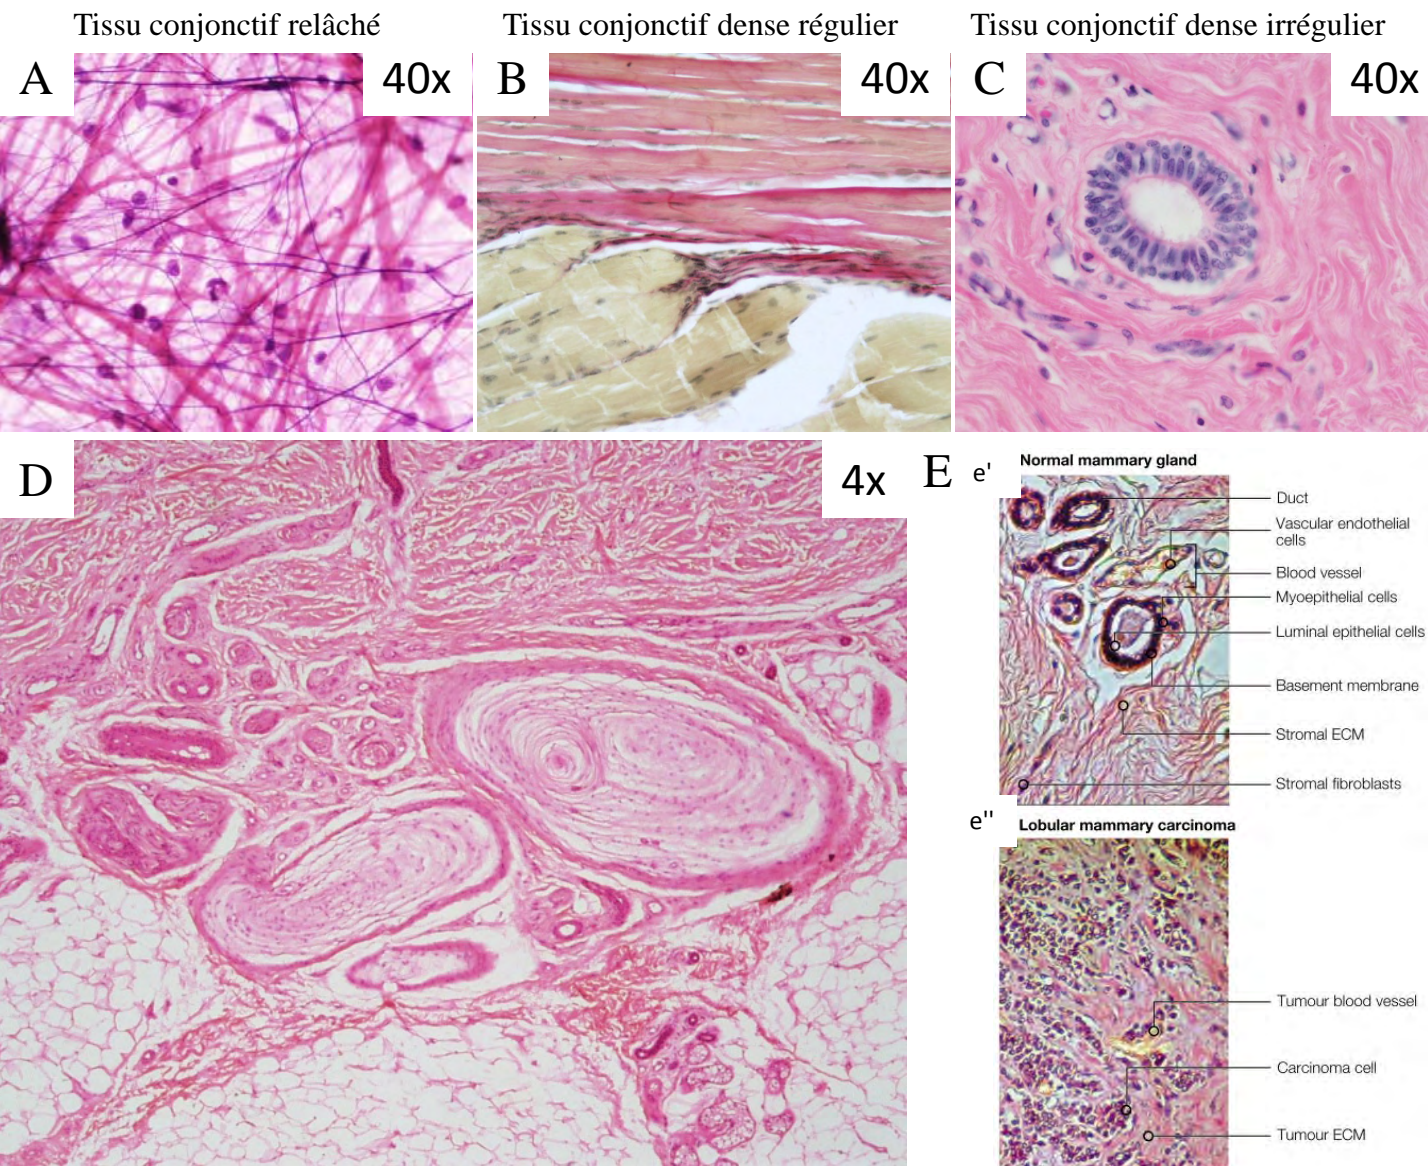 Tissu conjonctif relâché
Tissu conjonctif dense régulier
Tissu conjonctif dense irrégulier
A
40x
B
40x
C
40x
D
4x
E
e'
Normal mammary gland
Duct
Vascular endothelial
cells
Blood vessel
Myoepithelial cells
Luminal epithelial cells
Basement membrane
Stromal ECM
Stromal fibroblasts
e''
Lobular mammary carcinoma
Tumour blood vessel
Carcinoma cell
Tumour ECM